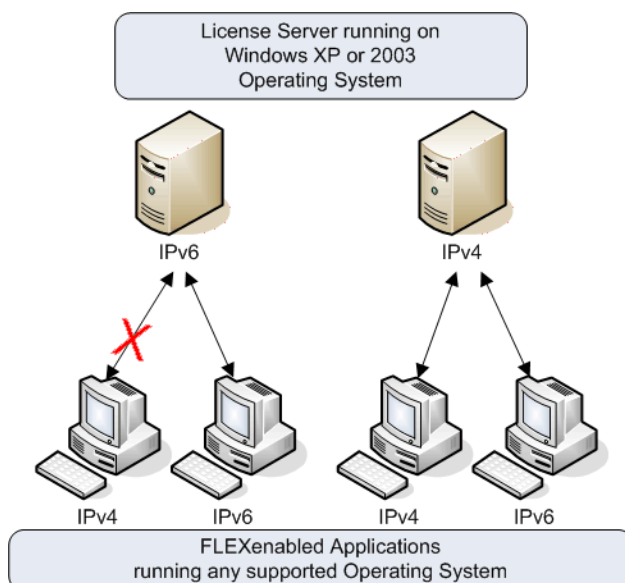 License Server running on
Windows XP or 2003
Operating System
IPv6
IPv4
IPv4
IPv6
IPv4
IPv6
FLEXenabled Applications
running any supported Operating System